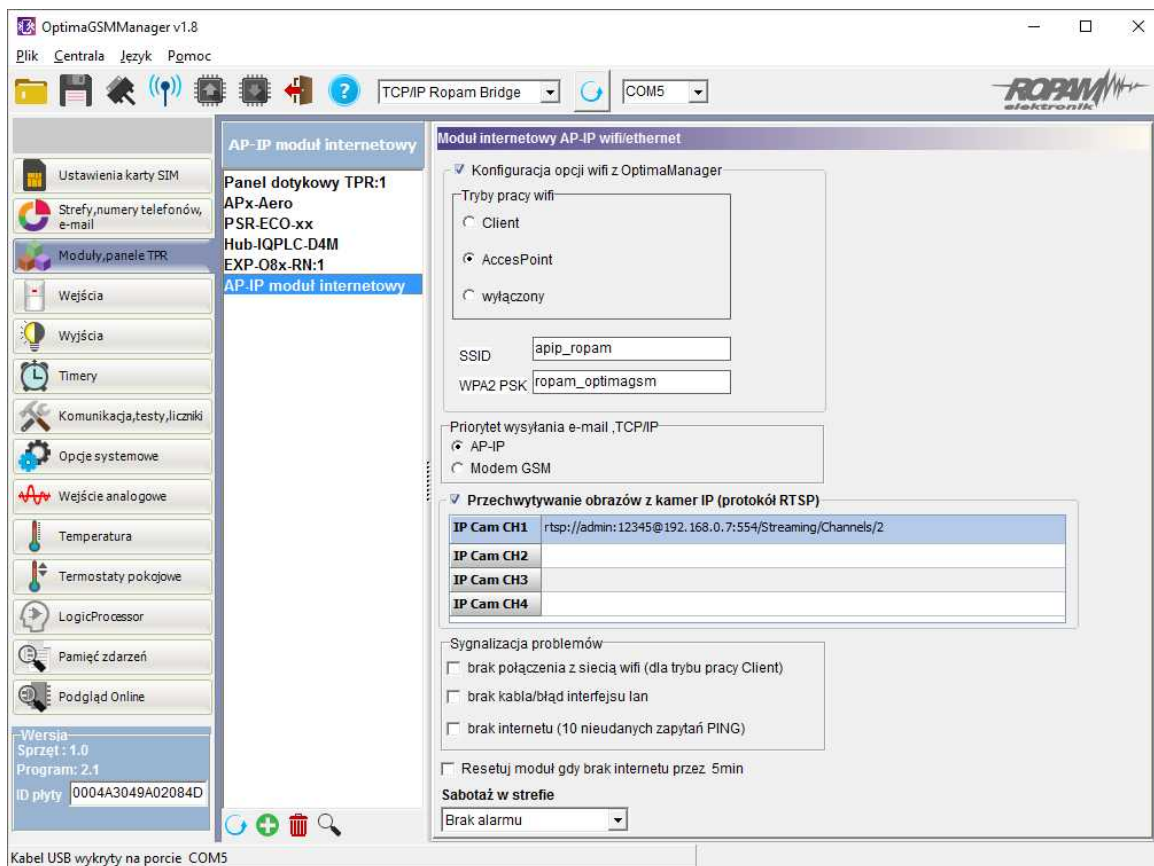 OptimaGSMManager v1.8
Plik Centrala Język Pomoc
TCP/IP Ropam Bridge
COM5
ROPAM
elektronik
Ustawienia karty SIM
Strefy,numery telefonów,
e-mail
Moduły,panele TPR
Wejścia
Wyjścia
Timery
Komunikacja,testy,liczniki
Opcje systemowe
Wejście analogowe
Temperatura
Termostaty pokojowe
LogicProcessor
Pamięć zdarzeń
Podgląd Online
Wersja
Sprzęt : 1.0
Program: 2.1
ID płyty 0004A3049A02084D
AP-IP moduł internetowy
Panel dotykowy TPR:1
APx-Aero
PSR-ECO-xx
Hub-IQPLC-D4M
EXP-O8x-RN:1
AP-IP moduł internetowy
Moduł internetowy AP-IP wifi/ethernet
Konfiguracja opcji wifi z OptimaManager
Tryby pracy wifi
Client
AccesPoint
wyłączony
SSID apip_ropam
WPA2 PSK ropam_optimagsm
Priorytet wysyłania e-mail ,TCP/IP
AP-IP
Modem GSM
Przechwytywanie obrazów z kamer IP (protokół RTSP)
IP Cam CH1 rtsp://admin:12345@192.168.0.7:554/Streaming/Channels/2
IP Cam CH2
IP Cam CH3
IP Cam CH4
Sygnalizacja problemów
brak połączenia z siecią wifi (dla trybu pracy Client)
brak kabla/błąd interfejsu lan
brak internetu (10 nieudanych zapytań PING)
Resetuj moduł gdy brak internetu przez 5min
Sabotaż w strefie
Brak alarmu
Kabel USB wykryty na porcie COM5